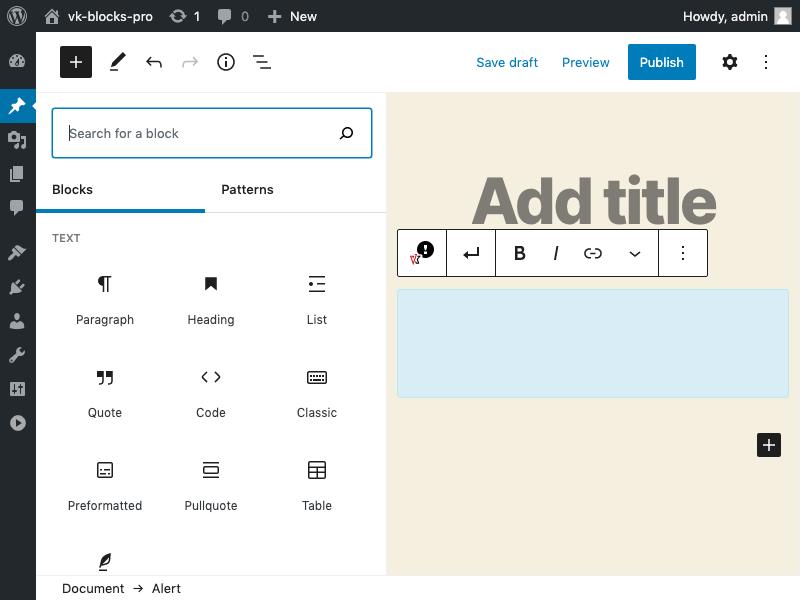 vk-blocks-pro 1 0 New Howdy, admin
Save draft Preview Publish
Search for a block
Blocks Patterns
Add title
TEXT
B I
Paragraph Heading List
Quote Code Classic
Preformatted Pullquote Table
Document → Alert